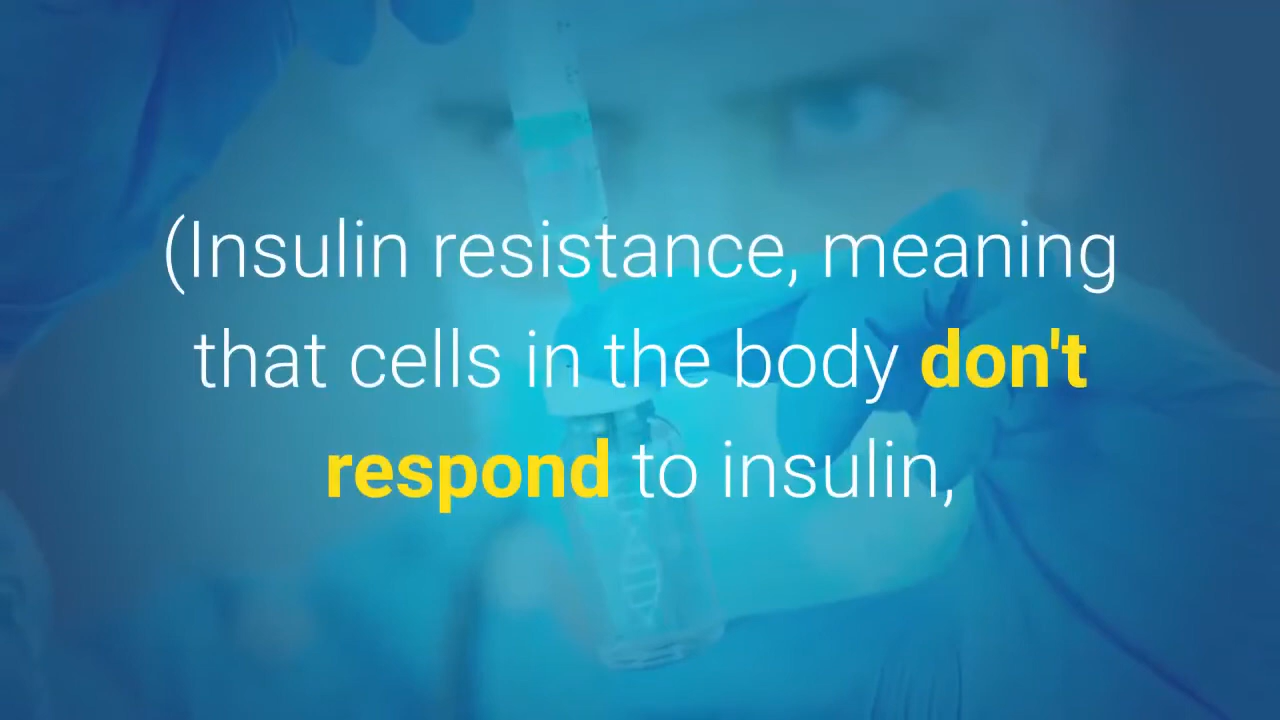 (Insulin resistance, meaning
that cells in the body don't
respond to insulin,